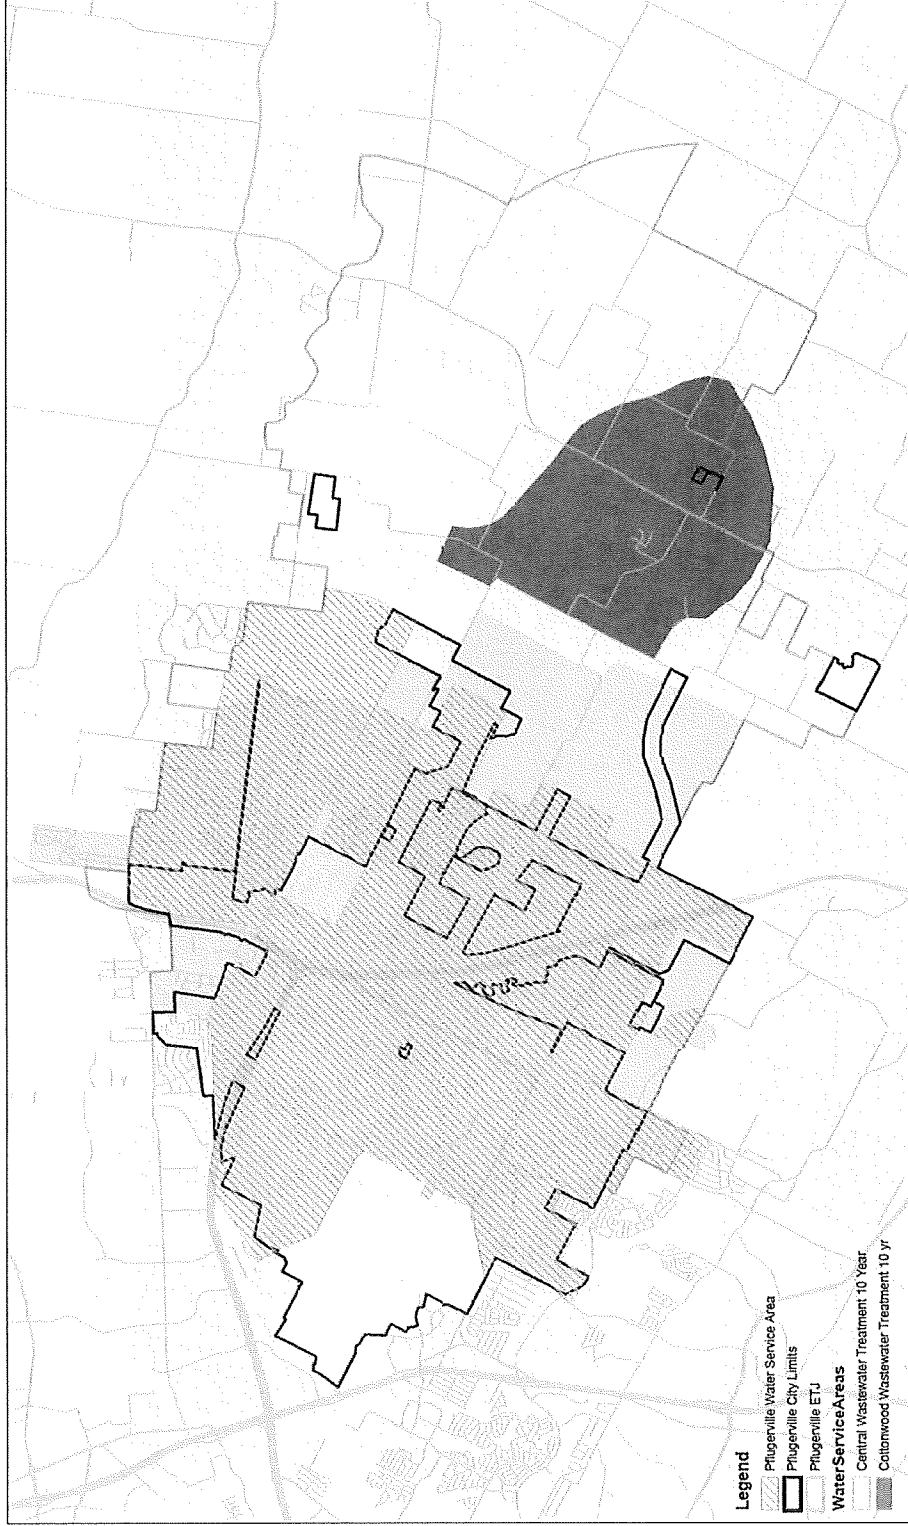 Legend
Pflugerville Water Service Area
Pflugerville City Limits
Pflugerville ETJ
WaterServiceAreas
Central Wastewater Treatment 10 Year
Cottonwood Wastewater Treatment 10 yr